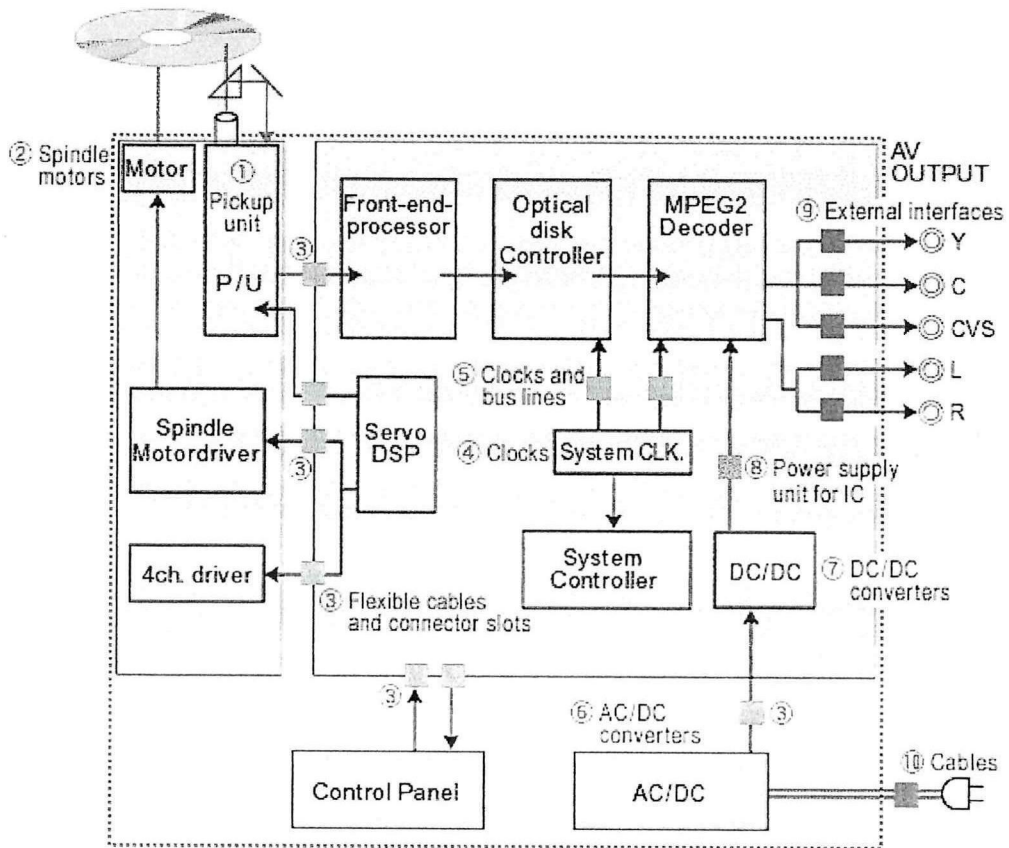 ② Spindle
motors
Motor
①
Pickup
unit
P/U
③
Front-end-
processor
Optical
disk
Controller
MPEG2
Decoder
AV
OUTPUT
⑨ External interfaces
Y
C
CVS
L
R
⑤ Clocks and
bus lines
Spindle
Motordriver
③
Servo
DSP
④ Clocks
System CLK.
⑧ Power supply
unit for IC
4ch. driver
③ Flexible cables
and connector slots
System
Controller
DC/DC
⑦ DC/DC
converters
③
⑥ AC/DC
converters
③
Control Panel
AC/DC
⑩ Cables